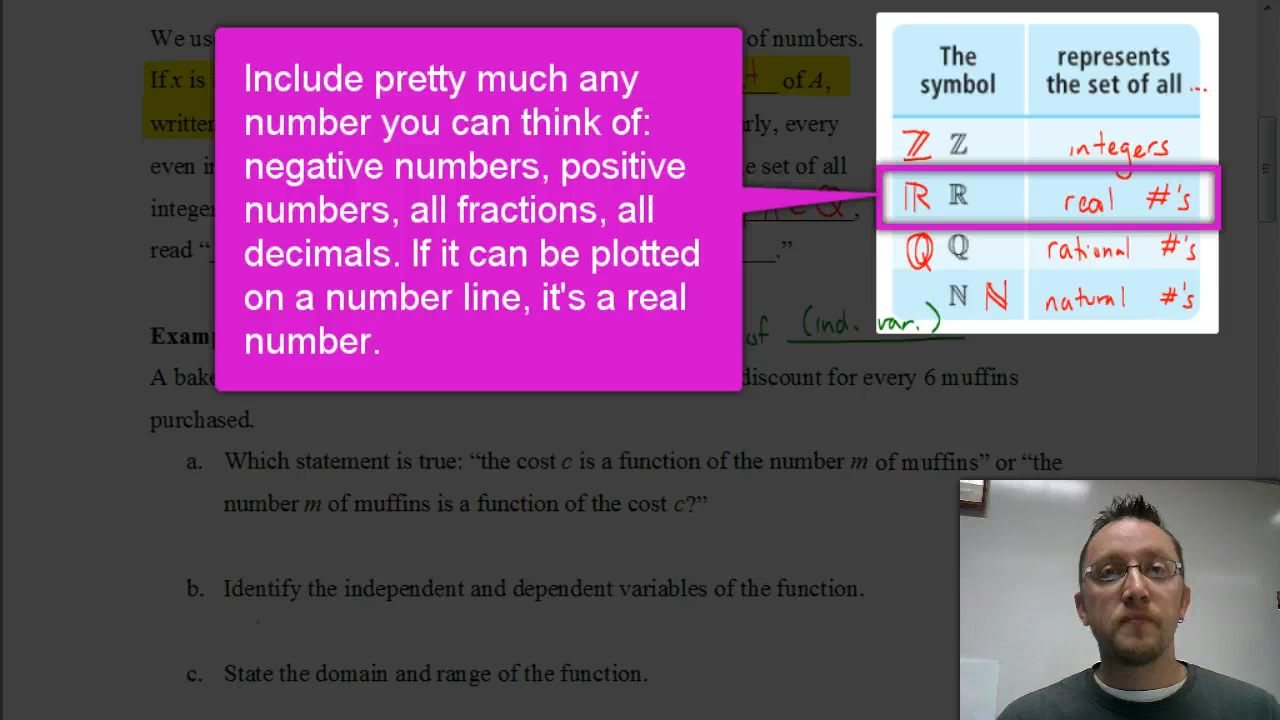 We us
of numbers.
If x is
of A,
written
rly, every
even in
e set of all
integer
∈ Q,
read “
.”
Include pretty much any
number you can think of:
negative numbers, positive
numbers, all fractions, all
decimals. If it can be plotted
on a number line, it's a real
number.
The symbol
represents the set of all ...
ℤ ℤ integers
ℝ ℝ real #'s
ℚ ℚ rational #'s
ℕ ℕ natural #'s
Examp
of (ind. var.)
A bake
discount for every 6 muffins
purchased.
a. Which statement is true: “the cost c is a function of the number m of muffins” or “the
number m of muffins is a function of the cost c?”
b. Identify the independent and dependent variables of the function.
c. State the domain and range of the function.